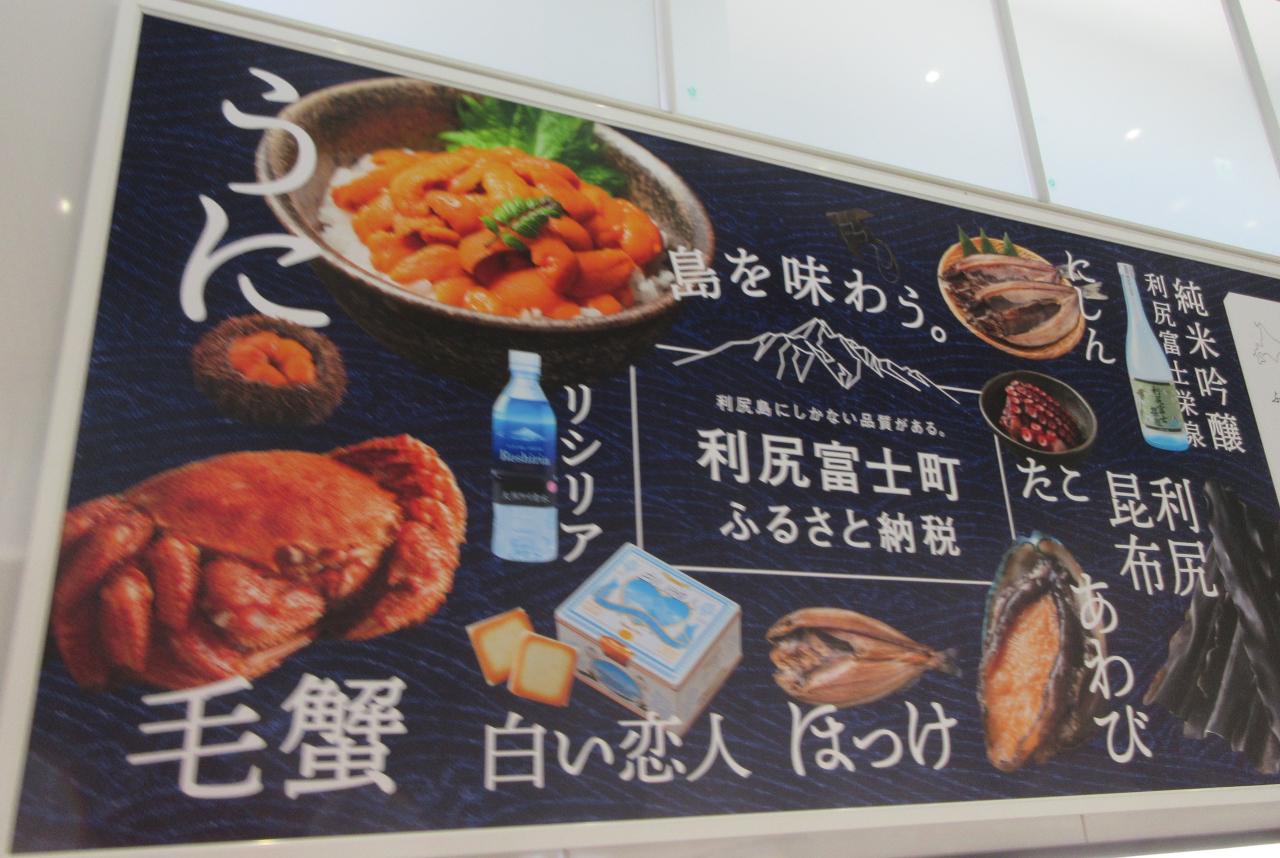 うに
島を味わう。
利尻島にしかない品質がある。
利尻富士町
ふるさと納税
にしん
純米吟醸
利尻富士栄泉
リシリア
Rishiria
たこ
利尻
昆布
あわび
毛蟹
白い恋人
ほっけ